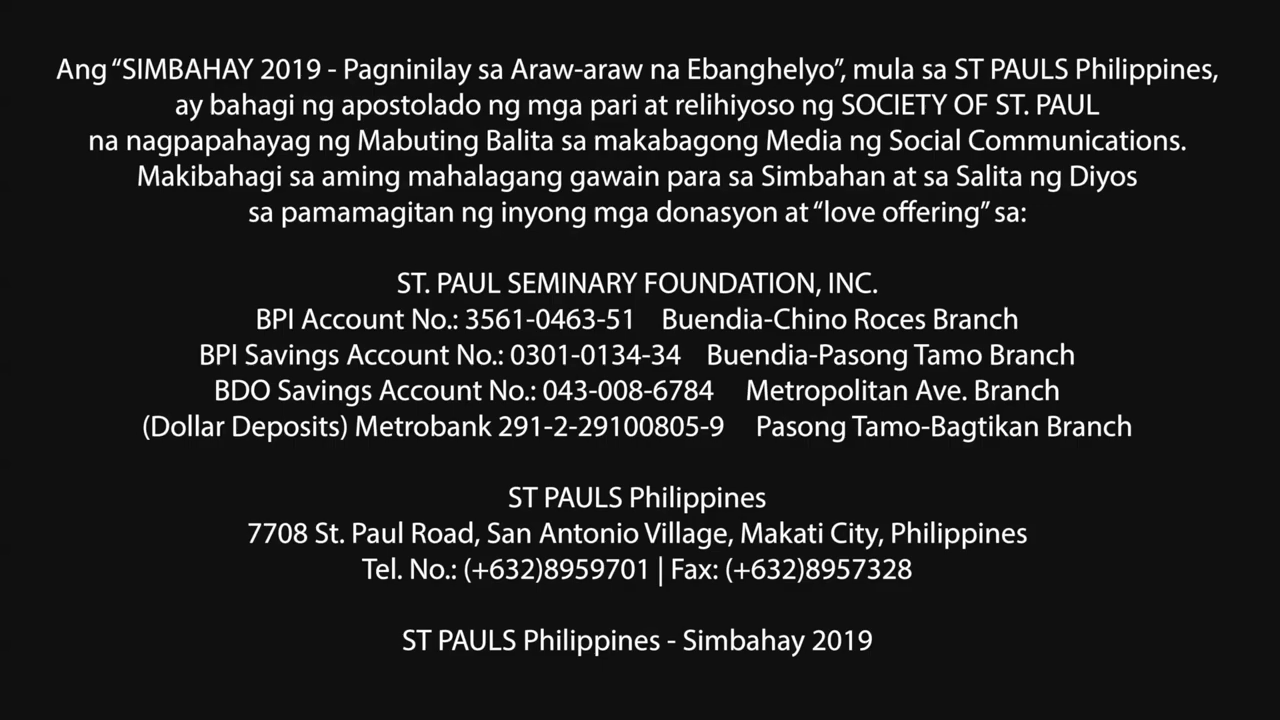 Ang “SIMBAHAY 2019 - Pagninilay sa Araw-araw na Ebanghelyo”, mula sa ST PAULS Philippines,
ay bahagi ng apostolado ng mga pari at relihiyoso ng SOCIETY OF ST. PAUL
na nagpapahayag ng Mabuting Balita sa makabagong Media ng Social Communications.
Makibahagi sa aming mahalagang gawain para sa Simbahan at sa Salita ng Diyos
sa pamamagitan ng inyong mga donasyon at “love offering” sa:
ST. PAUL SEMINARY FOUNDATION, INC.
BPI Account No.: 3561-0463-51 Buendia-Chino Roces Branch
BPI Savings Account No.: 0301-0134-34 Buendia-Pasong Tamo Branch
BDO Savings Account No.: 043-008-6784 Metropolitan Ave. Branch
(Dollar Deposits) Metrobank 291-2-29100805-9 Pasong Tamo-Bagtikan Branch
ST PAULS Philippines
7708 St. Paul Road, San Antonio Village, Makati City, Philippines
Tel. No.: (+632)8959701 | Fax: (+632)8957328
ST PAULS Philippines - Simbahay 2019